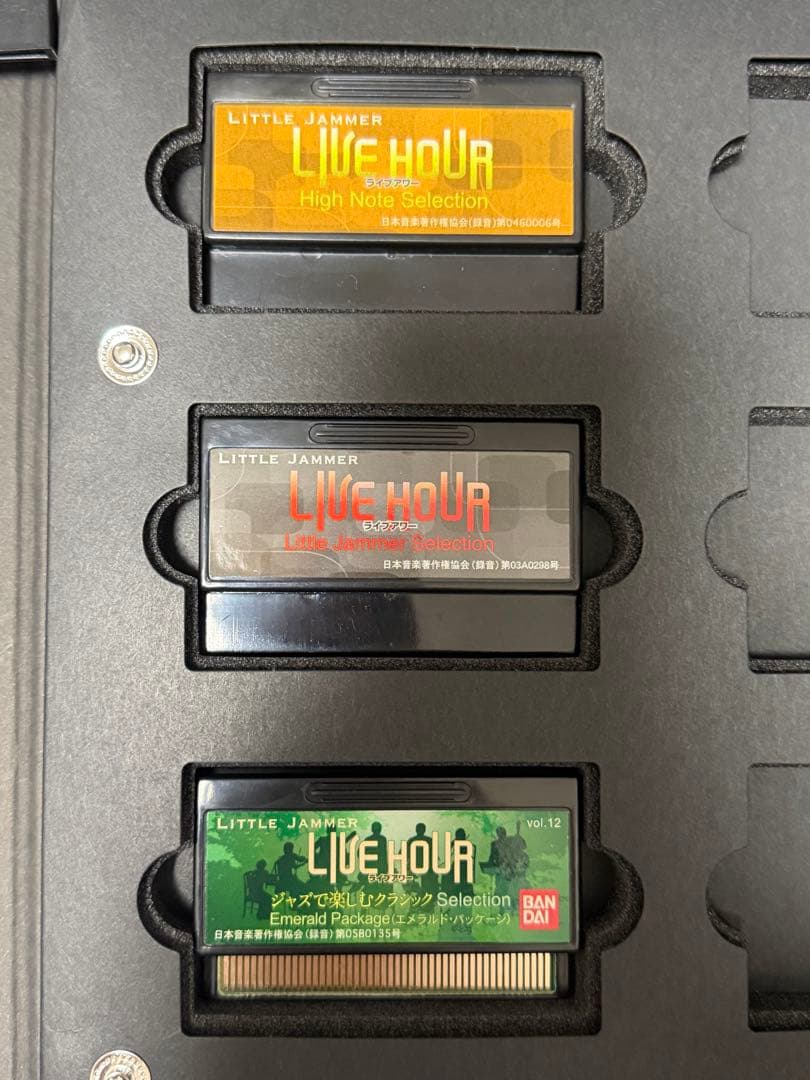 LITTLE JAMMER
LIVE HOUR
ライブアワー
High Note Selection
日本音楽著作権協会(録音)第0460006号
LITTLE JAMMER
LIVE HOUR
ライブアワー
Little Jammer Selection
日本音楽著作権協会(録音)第03A0298号
LITTLE JAMMER vol.12
LIVE HOUR
ライブアワー
ジャズで楽しむクラシック Selection
Emerald Package(エメラルド・パッケージ)
BAN
DAI
日本音楽著作権協会(録音)第05B0135号